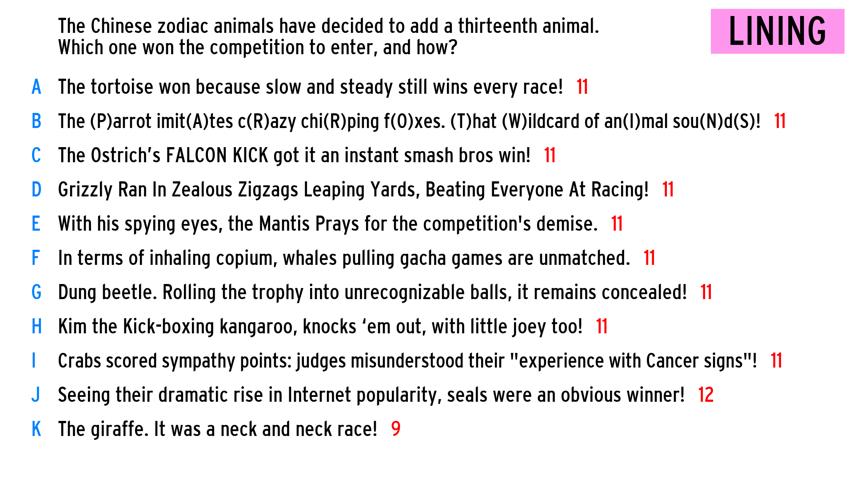 The Chinese zodiac animals have decided to add a thirteenth animal.
Which one won the competition to enter, and how?
LINING
A The tortoise won because slow and steady still wins every race! 11
B The (P)arrot imit(A)tes c(R)azy chi(R)ping f(O)xes. (T)hat (W)ildcard of an(I)mal sou(N)d(S)! 11
C The Ostrich's FALCON KICK got it an instant smash bros win! 11
D Grizzly Ran In Zealous Zigzags Leaping Yards, Beating Everyone At Racing! 11
E With his spying eyes, the Mantis Prays for the competition's demise. 11
F In terms of inhaling copium, whales pulling gacha games are unmatched. 11
G Dung beetle. Rolling the trophy into unrecognizable balls, it remains concealed! 11
H Kim the Kick-boxing kangaroo, knocks ‘em out, with little joey too! 11
I Crabs scored sympathy points: judges misunderstood their "experience with Cancer signs"! 11
J Seeing their dramatic rise in Internet popularity, seals were an obvious winner! 12
K The giraffe. It was a neck and neck race! 9